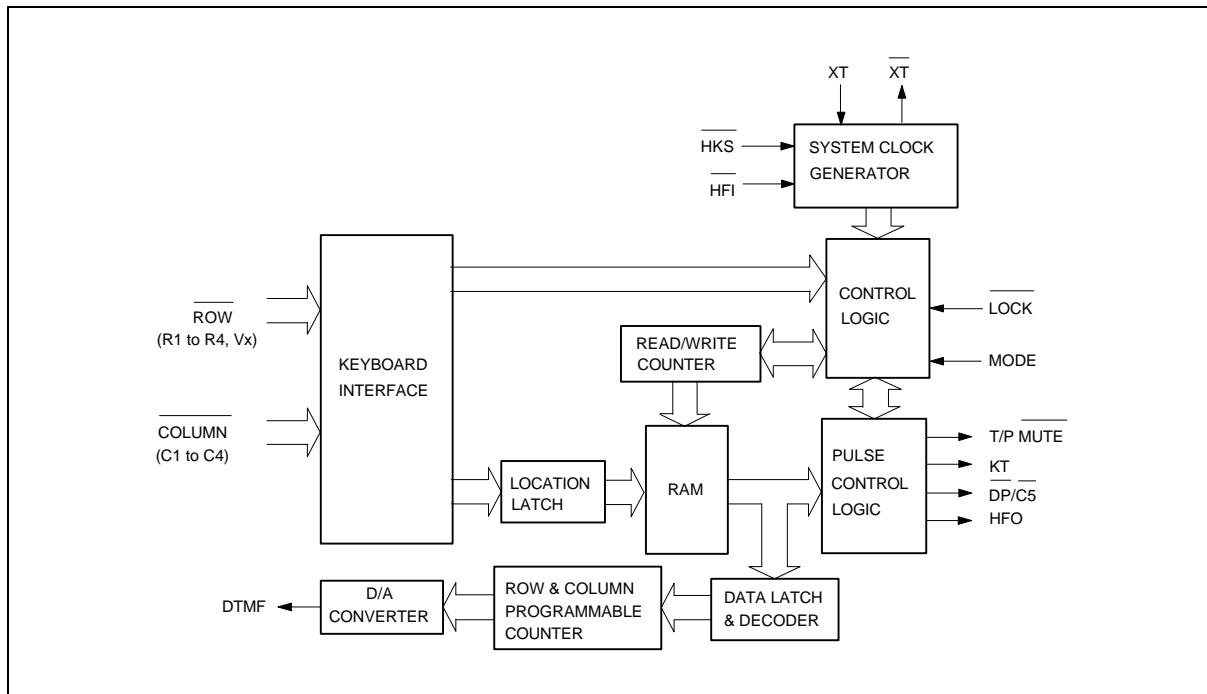 XT
XT
HKS
SYSTEM CLOCK
GENERATOR
HFI
ROW
(R1 to R4, Vx)
COLUMN
(C1 to C4)
KEYBOARD
INTERFACE
CONTROL
LOGIC
LOCK
MODE
READ/WRITE
COUNTER
LOCATION
LATCH
RAM
PULSE
CONTROL
LOGIC
T/P MUTE
KT
DP/C5
HFO
DTMF
D/A
CONVERTER
ROW & COLUMN
PROGRAMMABLE
COUNTER
DATA LATCH
& DECODER